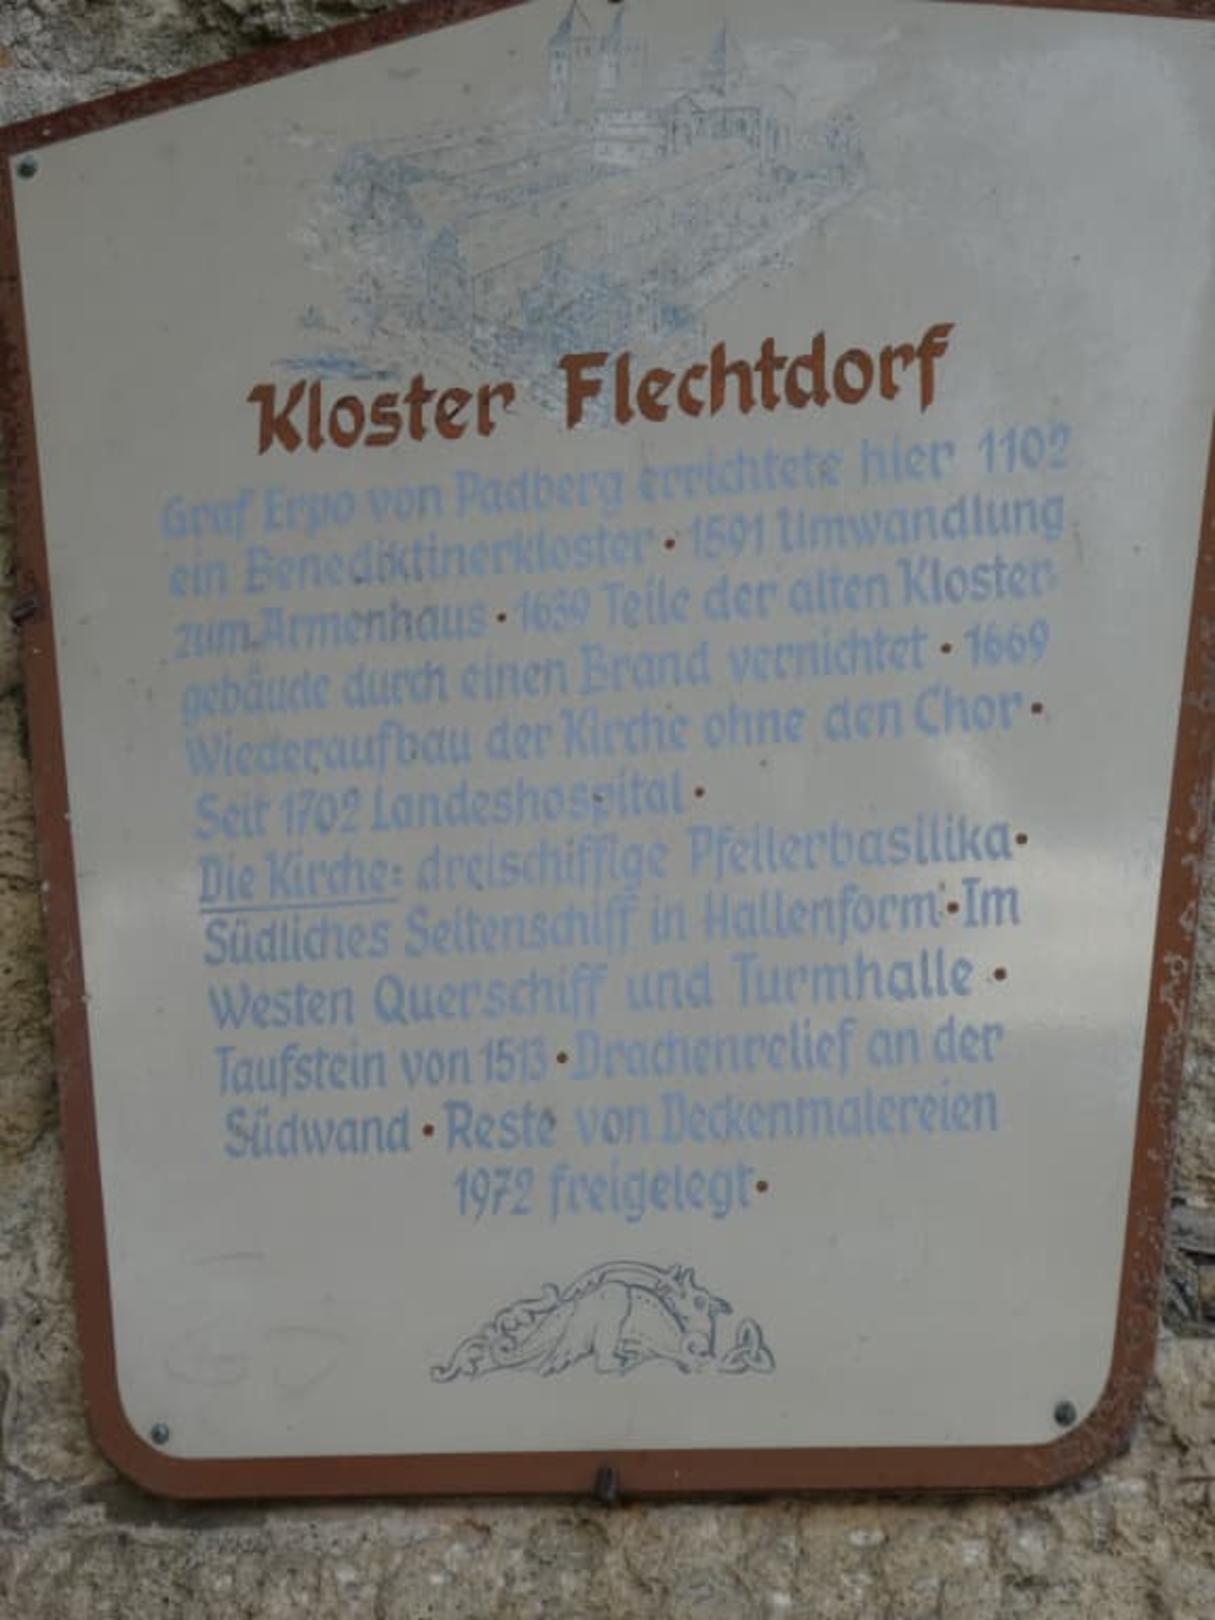 Kloster Flechtdorf
Graf Erpo von Padberg errichtete hier 1102
ein Benediktinerkloster • 1591 Umwandlung
zum Armenhaus • 1639 Teile der alten Kloster-
gebäude durch einen Brand vernichtet • 1669
Wiederaufbau der Kirche ohne den Chor •
Seit 1702 Landeshospital •
Die Kirche: dreischiffige Pfeilerbasilika •
Südliches Seitenschiff in Hallenform • Im
Westen Querschiff und Turmhalle •
Taufstein von 1513 • Drachenrelief an der
Südwand • Reste von Deckenmalereien
1972 freigelegt •